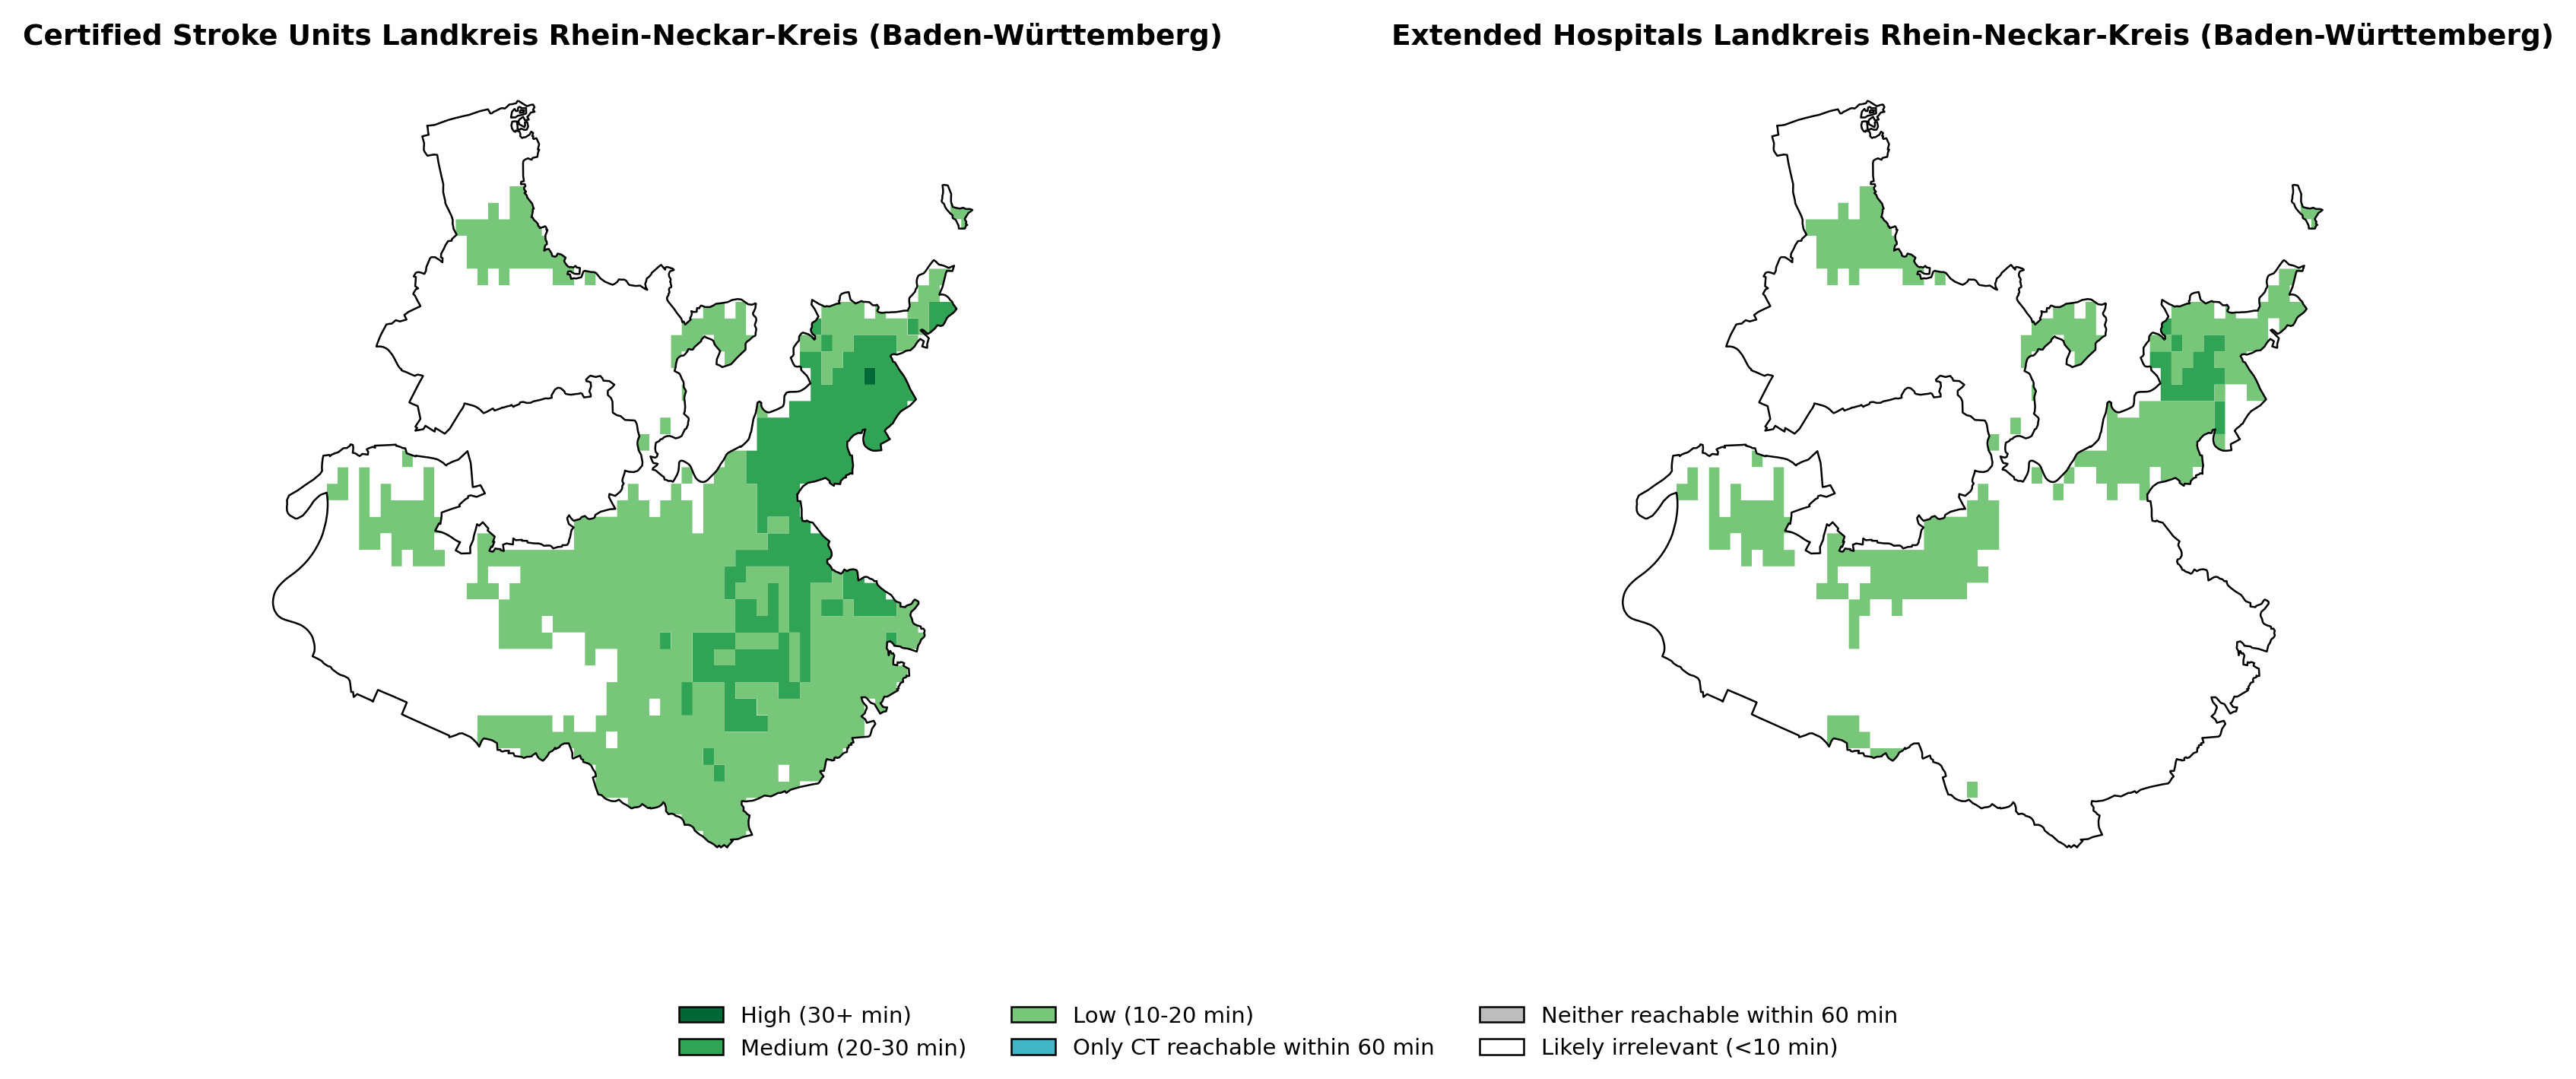 Certified Stroke Units Landkreis Rhein-Neckar-Kreis (Baden-Württemberg)
Extended Hospitals Landkreis Rhein-Neckar-Kreis (Baden-Württemberg)
High (30+ min)
Medium (20-30 min)
Low (10-20 min)
Only CT reachable within 60 min
Neither reachable within 60 min
Likely irrelevant (<10 min)